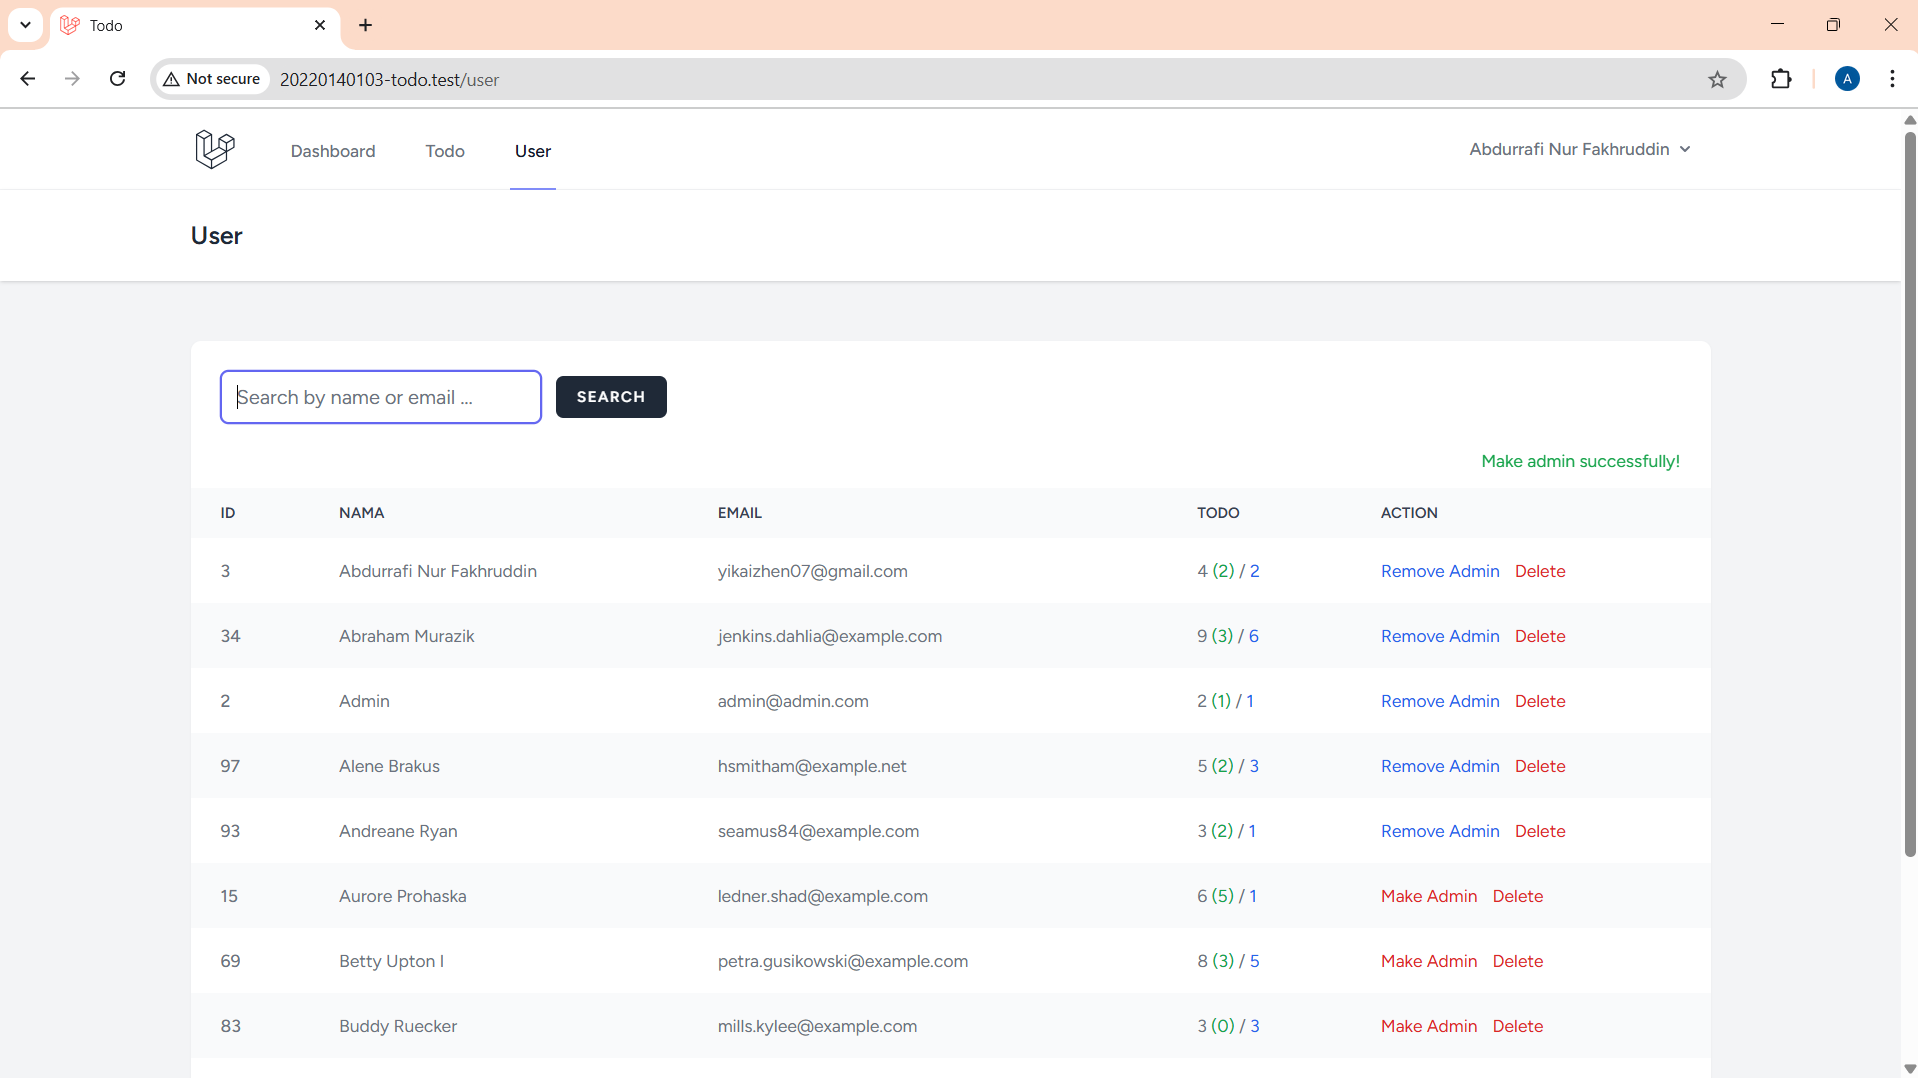 Todo
Not secure 20220140103-todo.test/user A
Dashboard Todo User Abdurrafi Nur Fakhruddin
User
Search by name or email ... SEARCH
Make admin successfully!
ID NAMA EMAIL TODO ACTION
3 Abdurrafi Nur Fakhruddin yikaizhen07@gmail.com 4 (2) / 2 Remove Admin Delete
34 Abraham Murazik jenkins.dahlia@example.com 9 (3) / 6 Remove Admin Delete
2 Admin admin@admin.com 2 (1) / 1 Remove Admin Delete
97 Alene Brakus hsmitham@example.net 5 (2) / 3 Remove Admin Delete
93 Andreane Ryan seamus84@example.com 3 (2) / 1 Remove Admin Delete
15 Aurore Prohaska ledner.shad@example.com 6 (5) / 1 Make Admin Delete
69 Betty Upton I petra.gusikowski@example.com 8 (3) / 5 Make Admin Delete
83 Buddy Ruecker mills.kylee@example.com 3 (0) / 3 Make Admin Delete